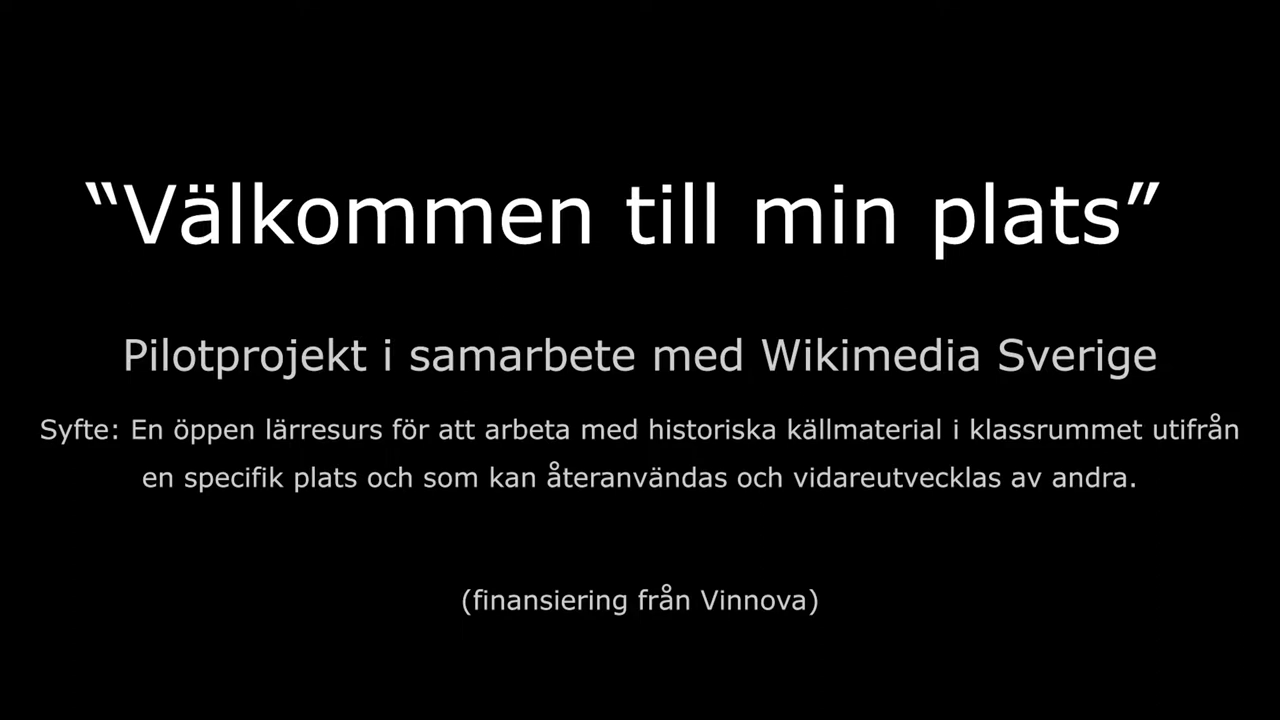 “Välkommen till min plats”
Pilotprojekt i samarbete med Wikimedia Sverige
Syfte: En öppen lärresurs för att arbeta med historiska källmaterial i klassrummet utifrån
en specifik plats och som kan återanvändas och vidareutvecklas av andra.
(finansiering från Vinnova)